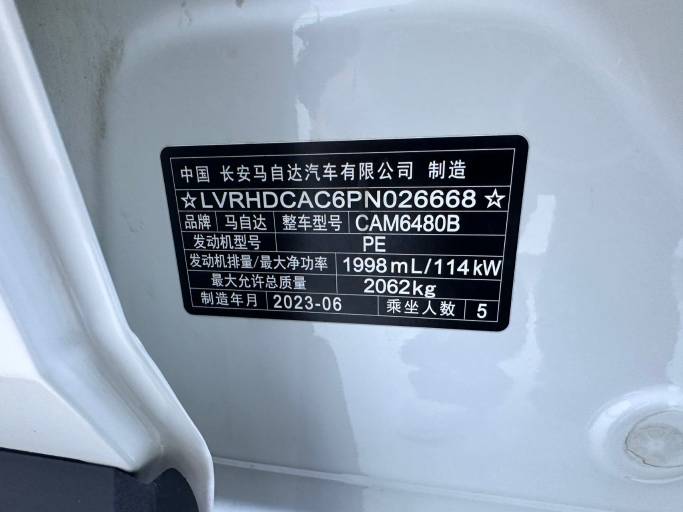 中国 长安马自达汽车有限公司 制造
☆LVRHDCAC6PN026668☆
品牌 马自达 整车型号 CAM6480B
发动机型号 PE
发动机排量/最大净功率 1998mL/114kW
最大允许总质量 2062kg
制造年月 2023-06 乘坐人数 5